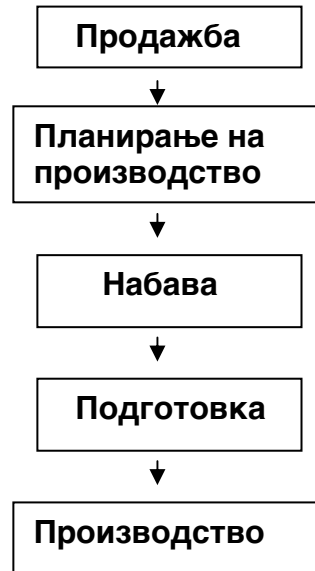 Продажба
Планирање на
производство
Набава
Подготовка
Производство